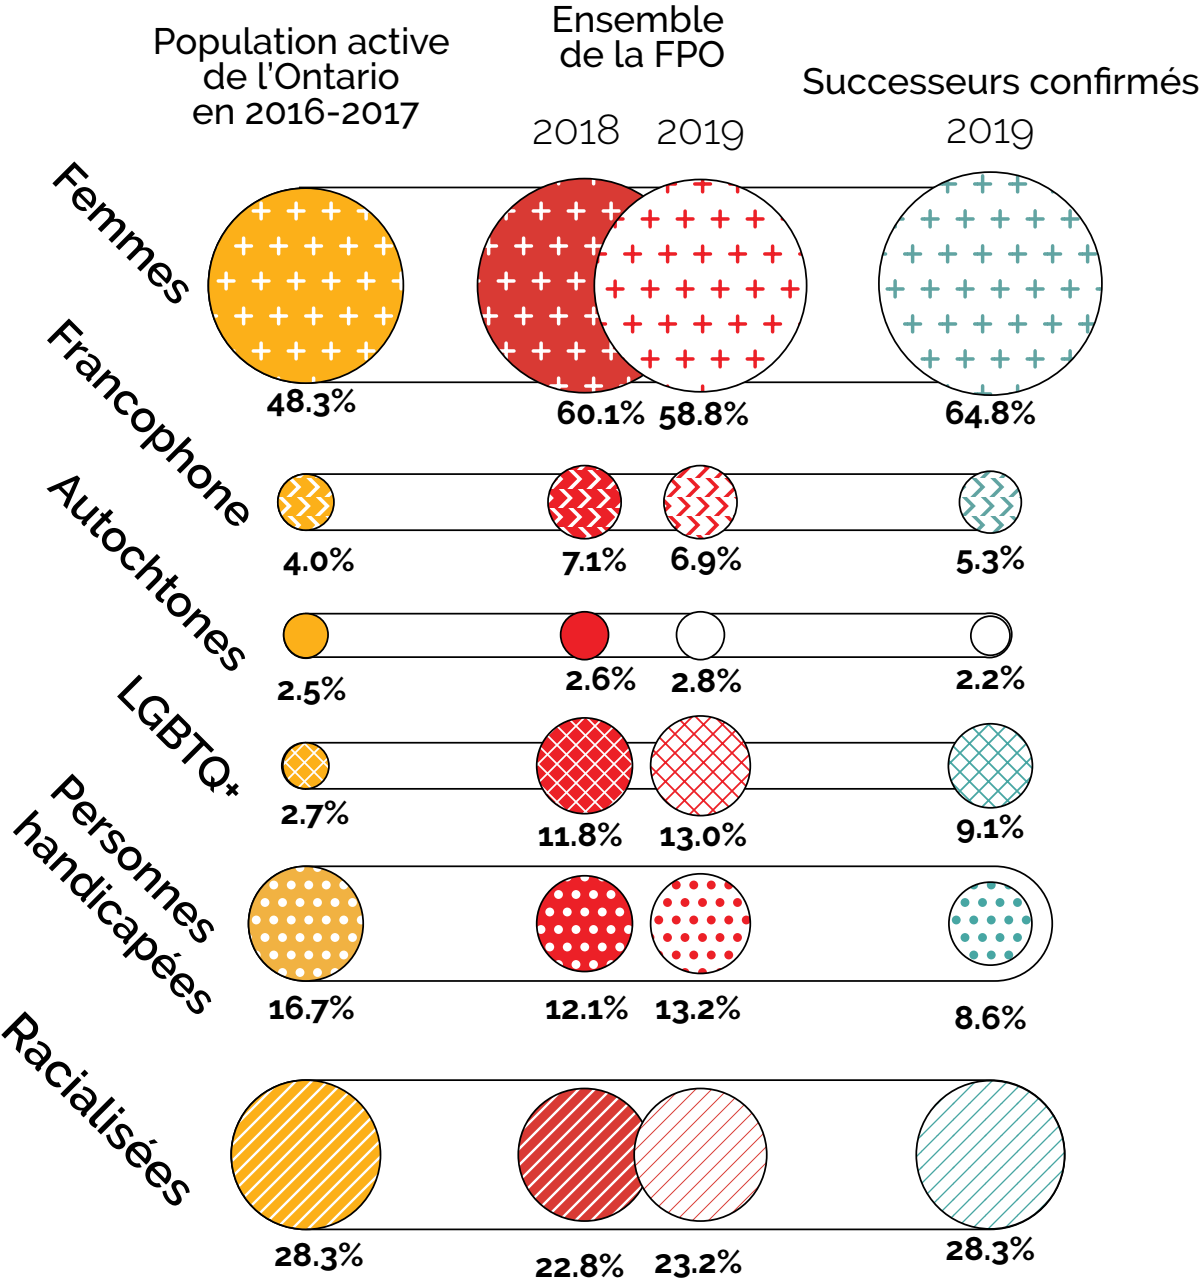 Population active
de l'Ontario
en 2016-2017
Ensemble
de la FPO
2018 2019
Successeurs confirmés
2019
Femmes
48.3% 60.1% 58.8% 64.8%
Francophone
4.0% 7.1% 6.9% 5.3%
Autochtones
2.5% 2.6% 2.8% 2.2%
LGBTQ+
2.7% 11.8% 13.0% 9.1%
Personnes
handicapées
16.7% 12.1% 13.2% 8.6%
Racialisées
28.3% 22.8% 23.2% 28.3%